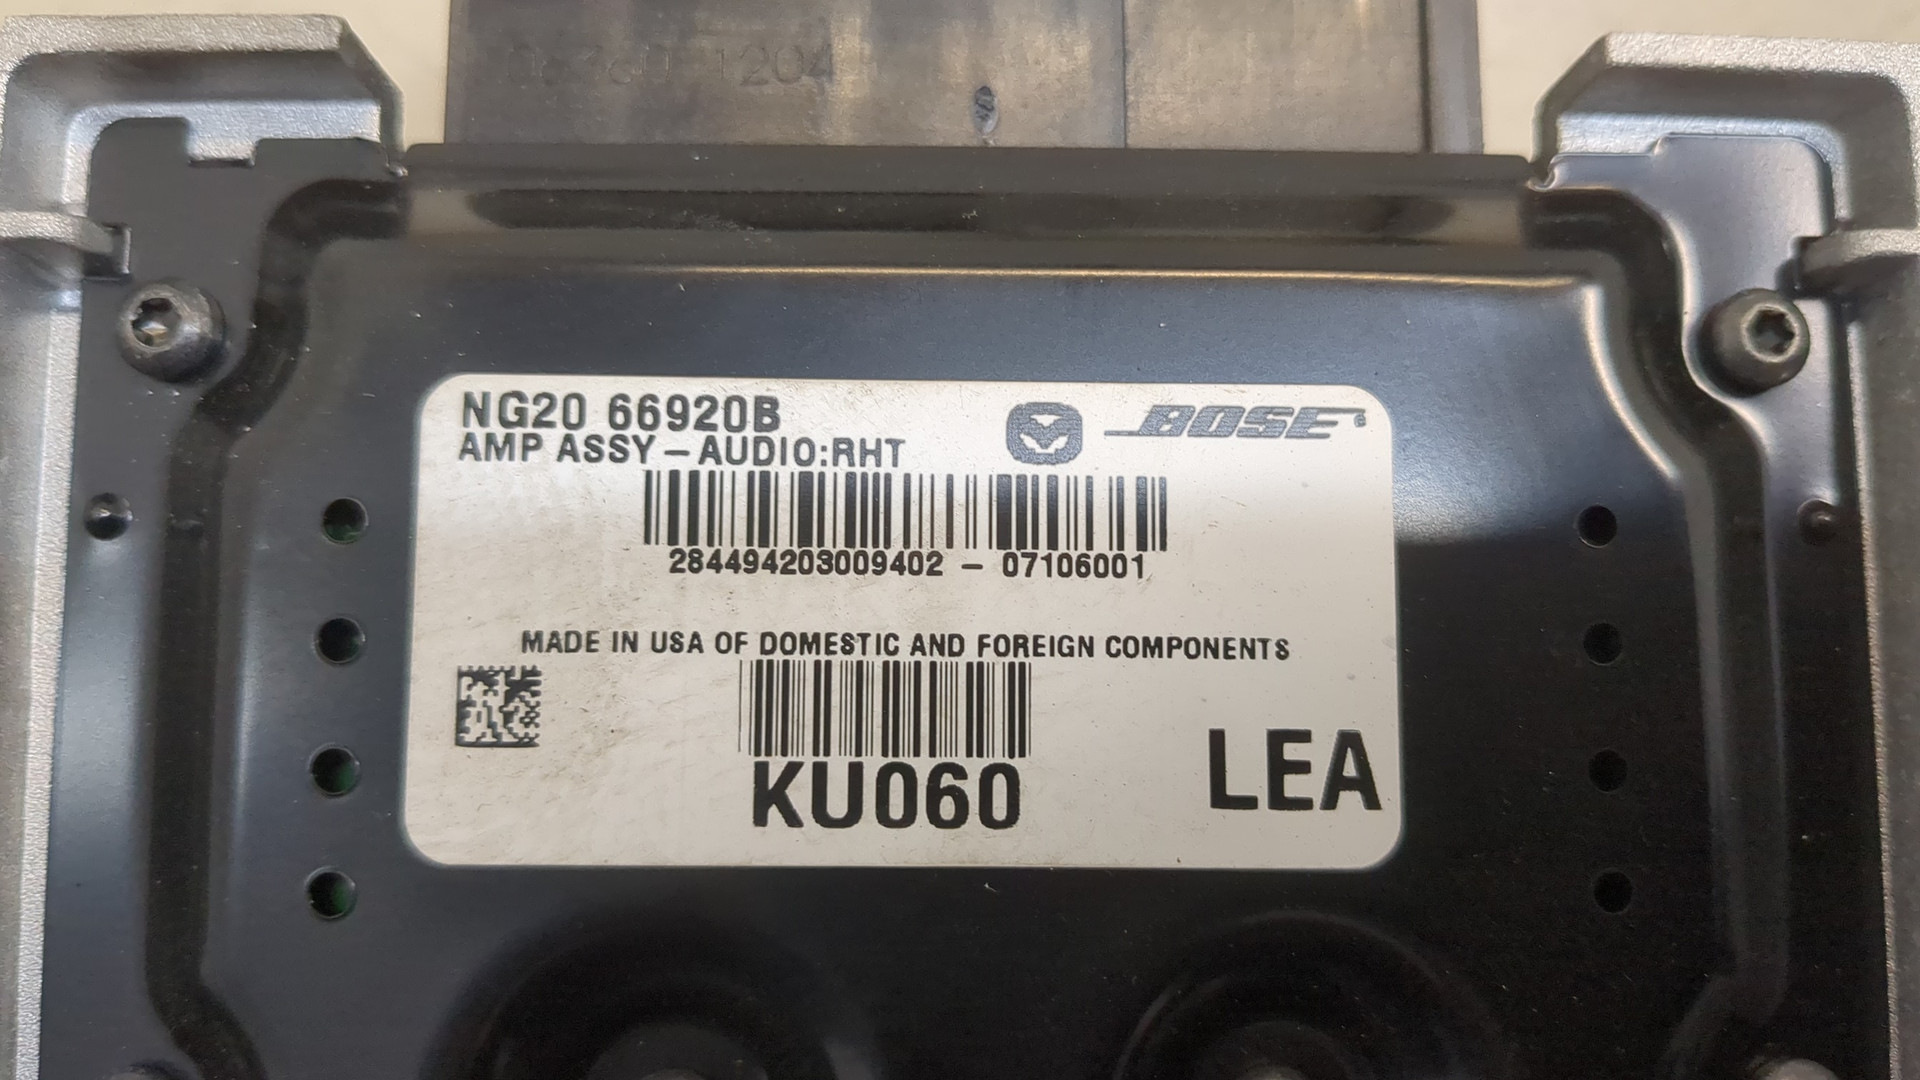 NG20 66920B
AMP ASSY – AUDIO:RHT
BOSE
284494203009402 – 07106001
MADE IN USA OF DOMESTIC AND FOREIGN COMPONENTS
KU060
LEA